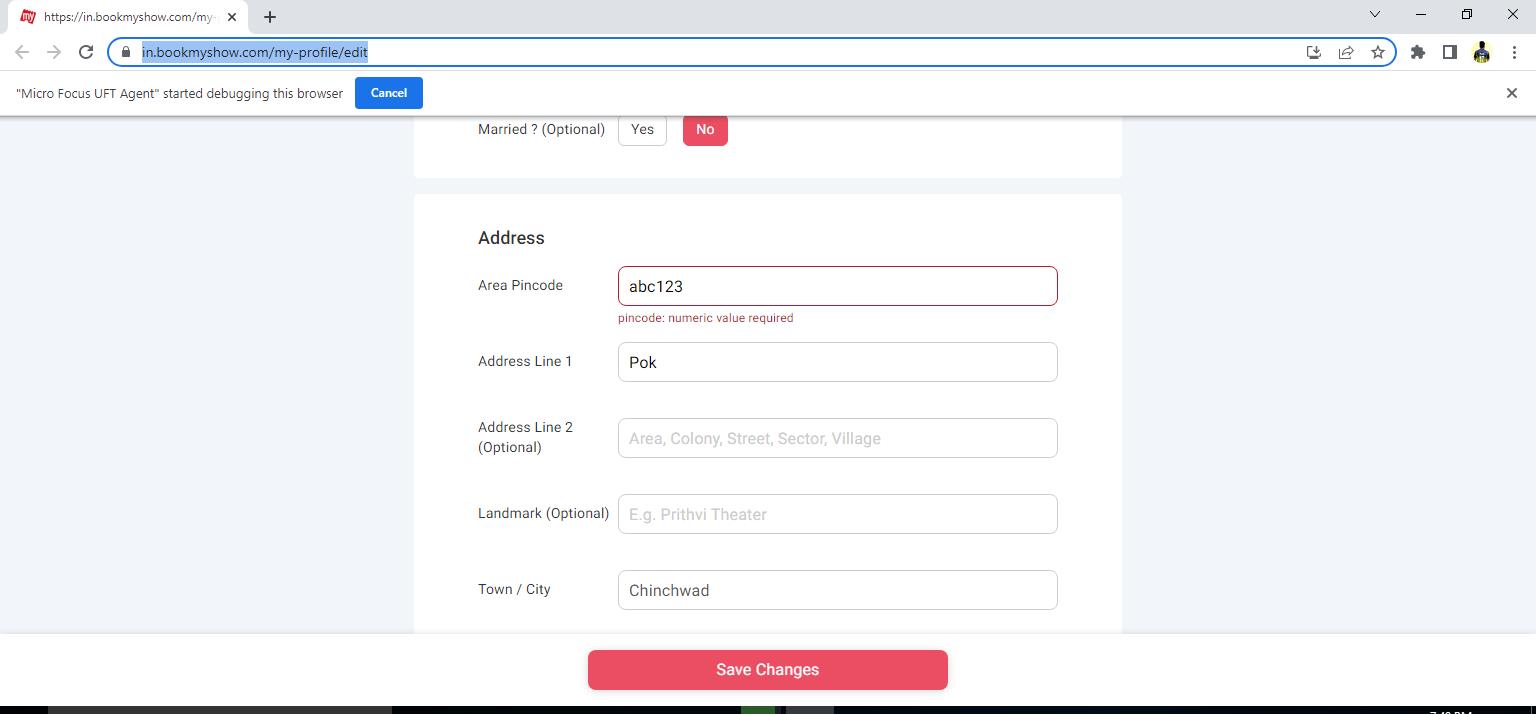 my https://in.bookmyshow.com/my-
in.bookmyshow.com/my-profile/edit
"Micro Focus UFT Agent" started debugging this browser Cancel
Married ? (Optional) Yes No
Address
Area Pincode abc123
pincode: numeric value required
Address Line 1 Pok
Address Line 2
(Optional) Area, Colony, Street, Sector, Village
Landmark (Optional) E.g. Prithvi Theater
Town / City Chinchwad
Save Changes